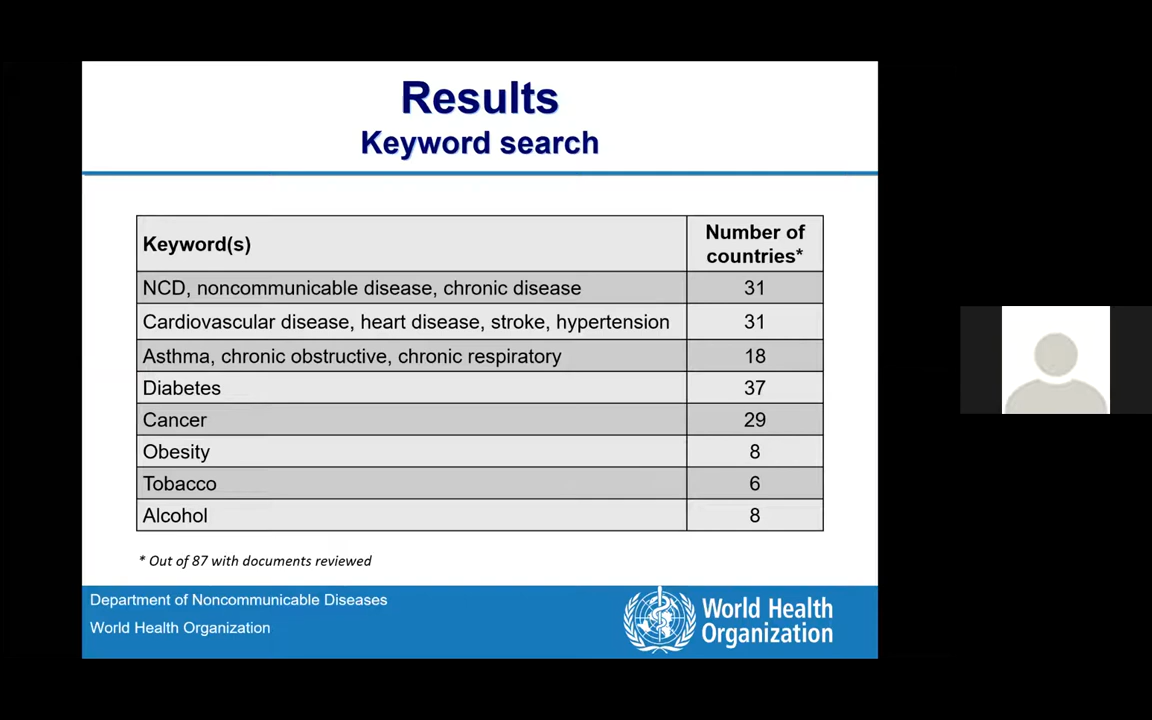 Results
Keyword search
Keyword(s)
Number of
countries*
NCD, noncommunicable disease, chronic disease 31
Cardiovascular disease, heart disease, stroke, hypertension 31
Asthma, chronic obstructive, chronic respiratory 18
Diabetes 37
Cancer 29
Obesity 8
Tobacco 6
Alcohol 8
* Out of 87 with documents reviewed
Department of Noncommunicable Diseases
World Health Organization
World Health
Organization